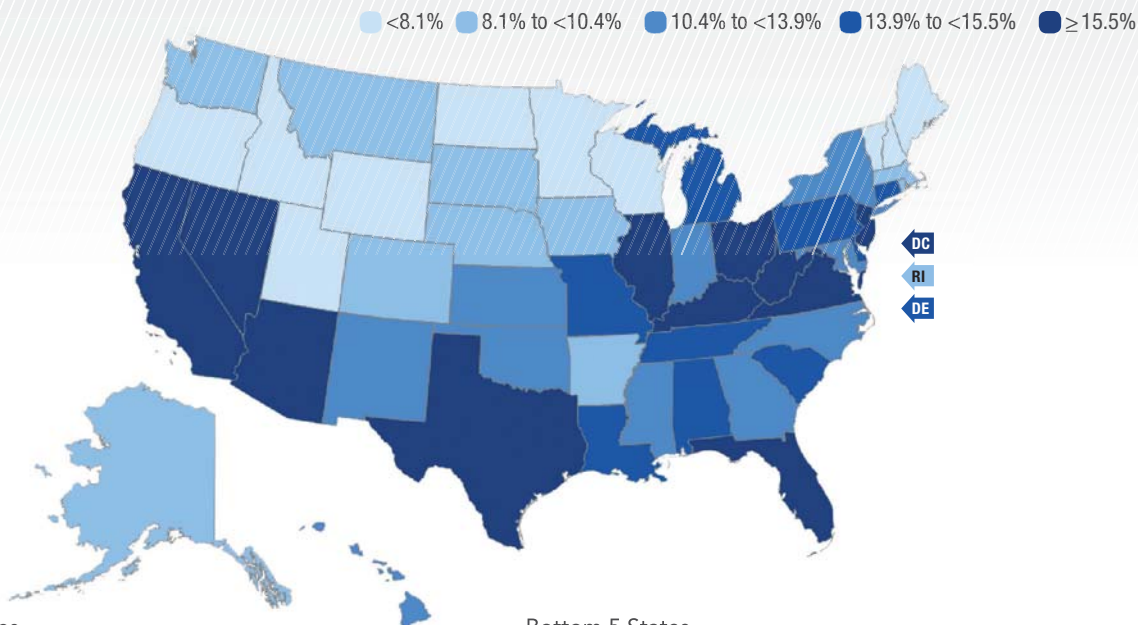 <8.1% 8.1% to <10.4% 10.4% to <13.9% 13.9% to <15.5% ≥15.5%
DC
RI
DE
Bottom 5 States